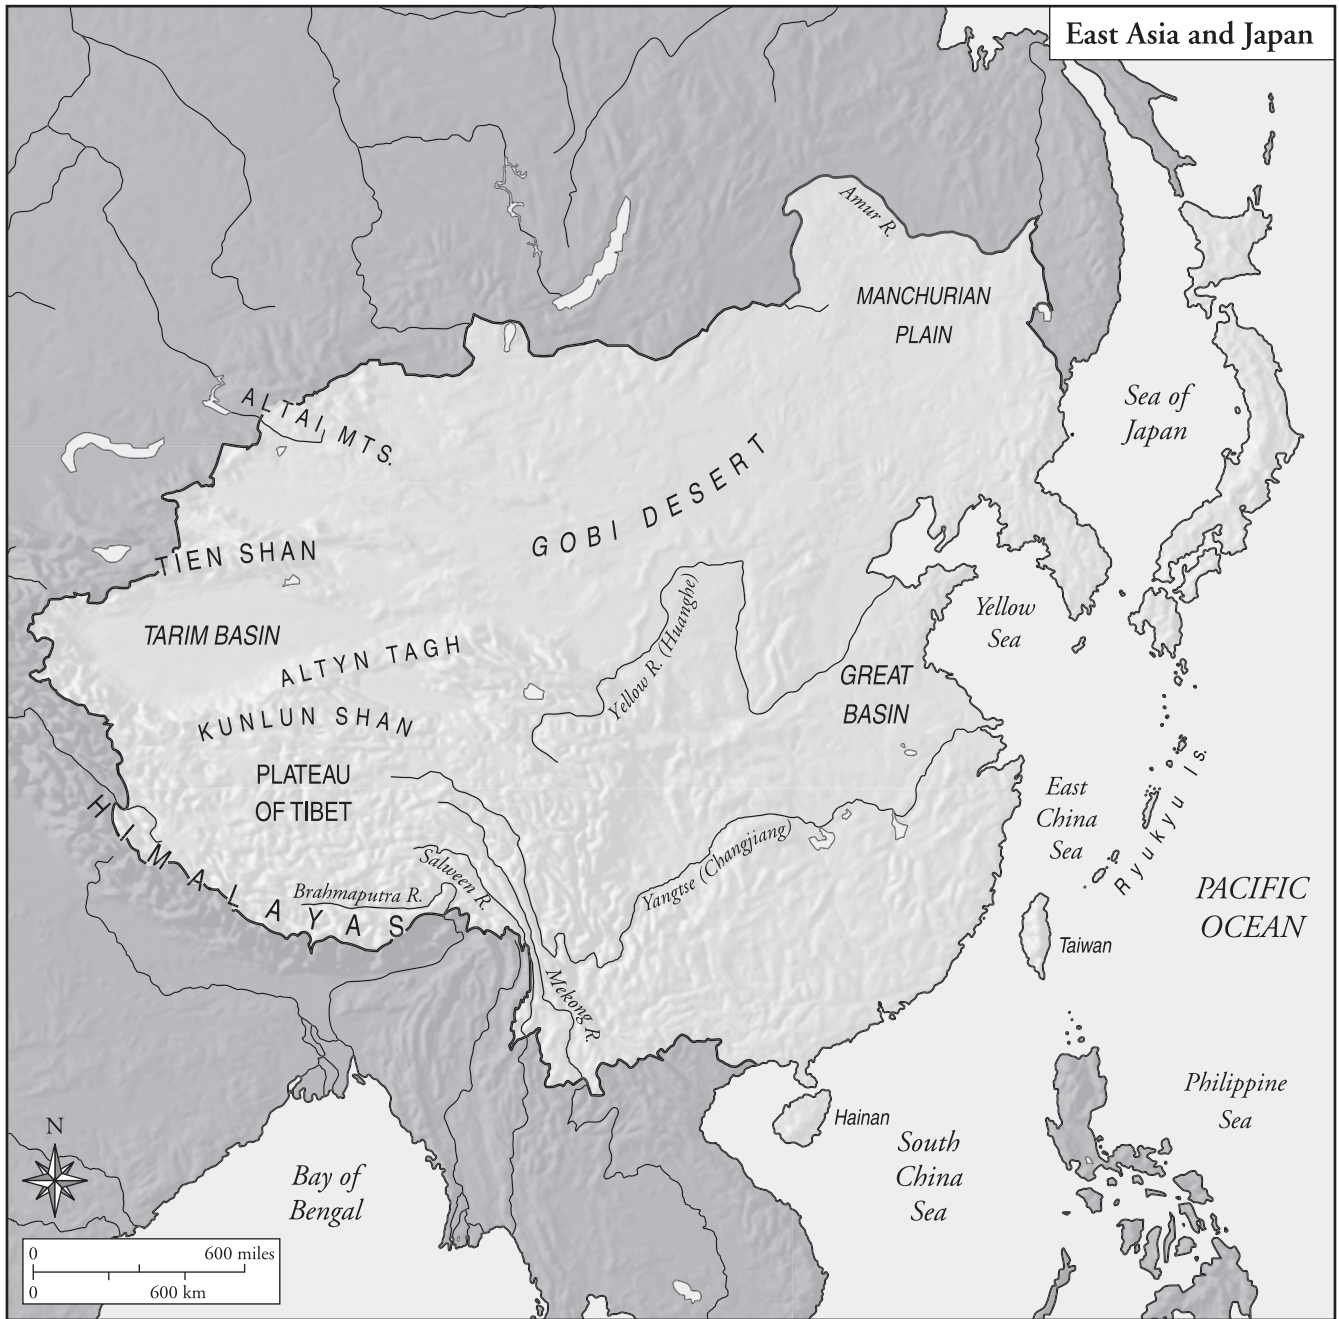 East Asia and Japan
Amur R.
MANCHURIAN
PLAIN
ALTAI MTS.
Sea of
Japan
GOBI DESERT
TIEN SHAN
TARIM BASIN
ALTYN TAGH
KUNLUN SHAN
Yellow R. (Huanghe)
Yellow
Sea
GREAT
BASIN
PLATEAU
OF TIBET
HIMALAYAS
Brahmaputra R.
Salween R.
Mekong R.
Yangtse (Changjiang)
East
China
Sea
Ryukyu Is.
PACIFIC
OCEAN
Taiwan
Hainan
South
China
Sea
Philippine
Sea
Bay of
Bengal
N
0 600 miles
0 600 km